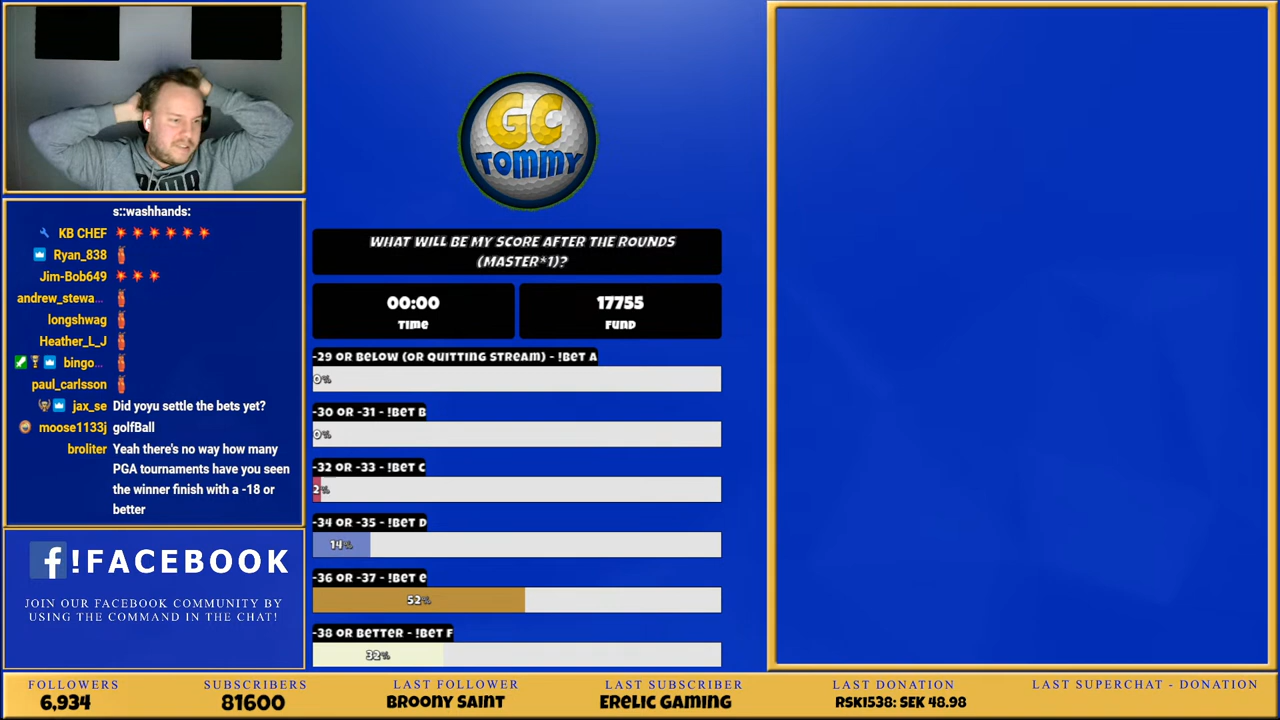 GC
TOMMY
s::washhands:
KB CHEF
Ryan_838
Jim-Bob649
andrew_stewa...
longshwag
Heather_L_J
bingo...
paul_carlsson
jax_se Did yoyu settle the bets yet?
moose1133j golfBall
broliter Yeah there's no way how many
PGA tournaments have you seen
the winner finish with a -18 or
better
f !FACEBOOK
JOIN OUR FACEBOOK COMMUNITY BY
USING THE COMMAND IN THE CHAT!
WHAT WILL BE MY SCORE AFTER THE ROUNDS
(MASTER*1)?
00:00
TIME
17755
FUND
-29 OR BELOW (OR QUITTING STREAM) - !BET A
0%
-30 OR -31 - !BET B
0%
-32 OR -33 - !BET C
2%
-34 OR -35 - !BET D
14%
-36 OR -37 - !BET E
52%
-38 OR BETTER - !BET F
32%
FOLLOWERS
6,934
SUBSCRIBERS
81600
LAST FOLLOWER
BROONY SAINT
LAST SUBSCRIBER
ERELIC GAMING
LAST DONATION
RSKI538: SEK 48.98
LAST SUPERCHAT - DONATION